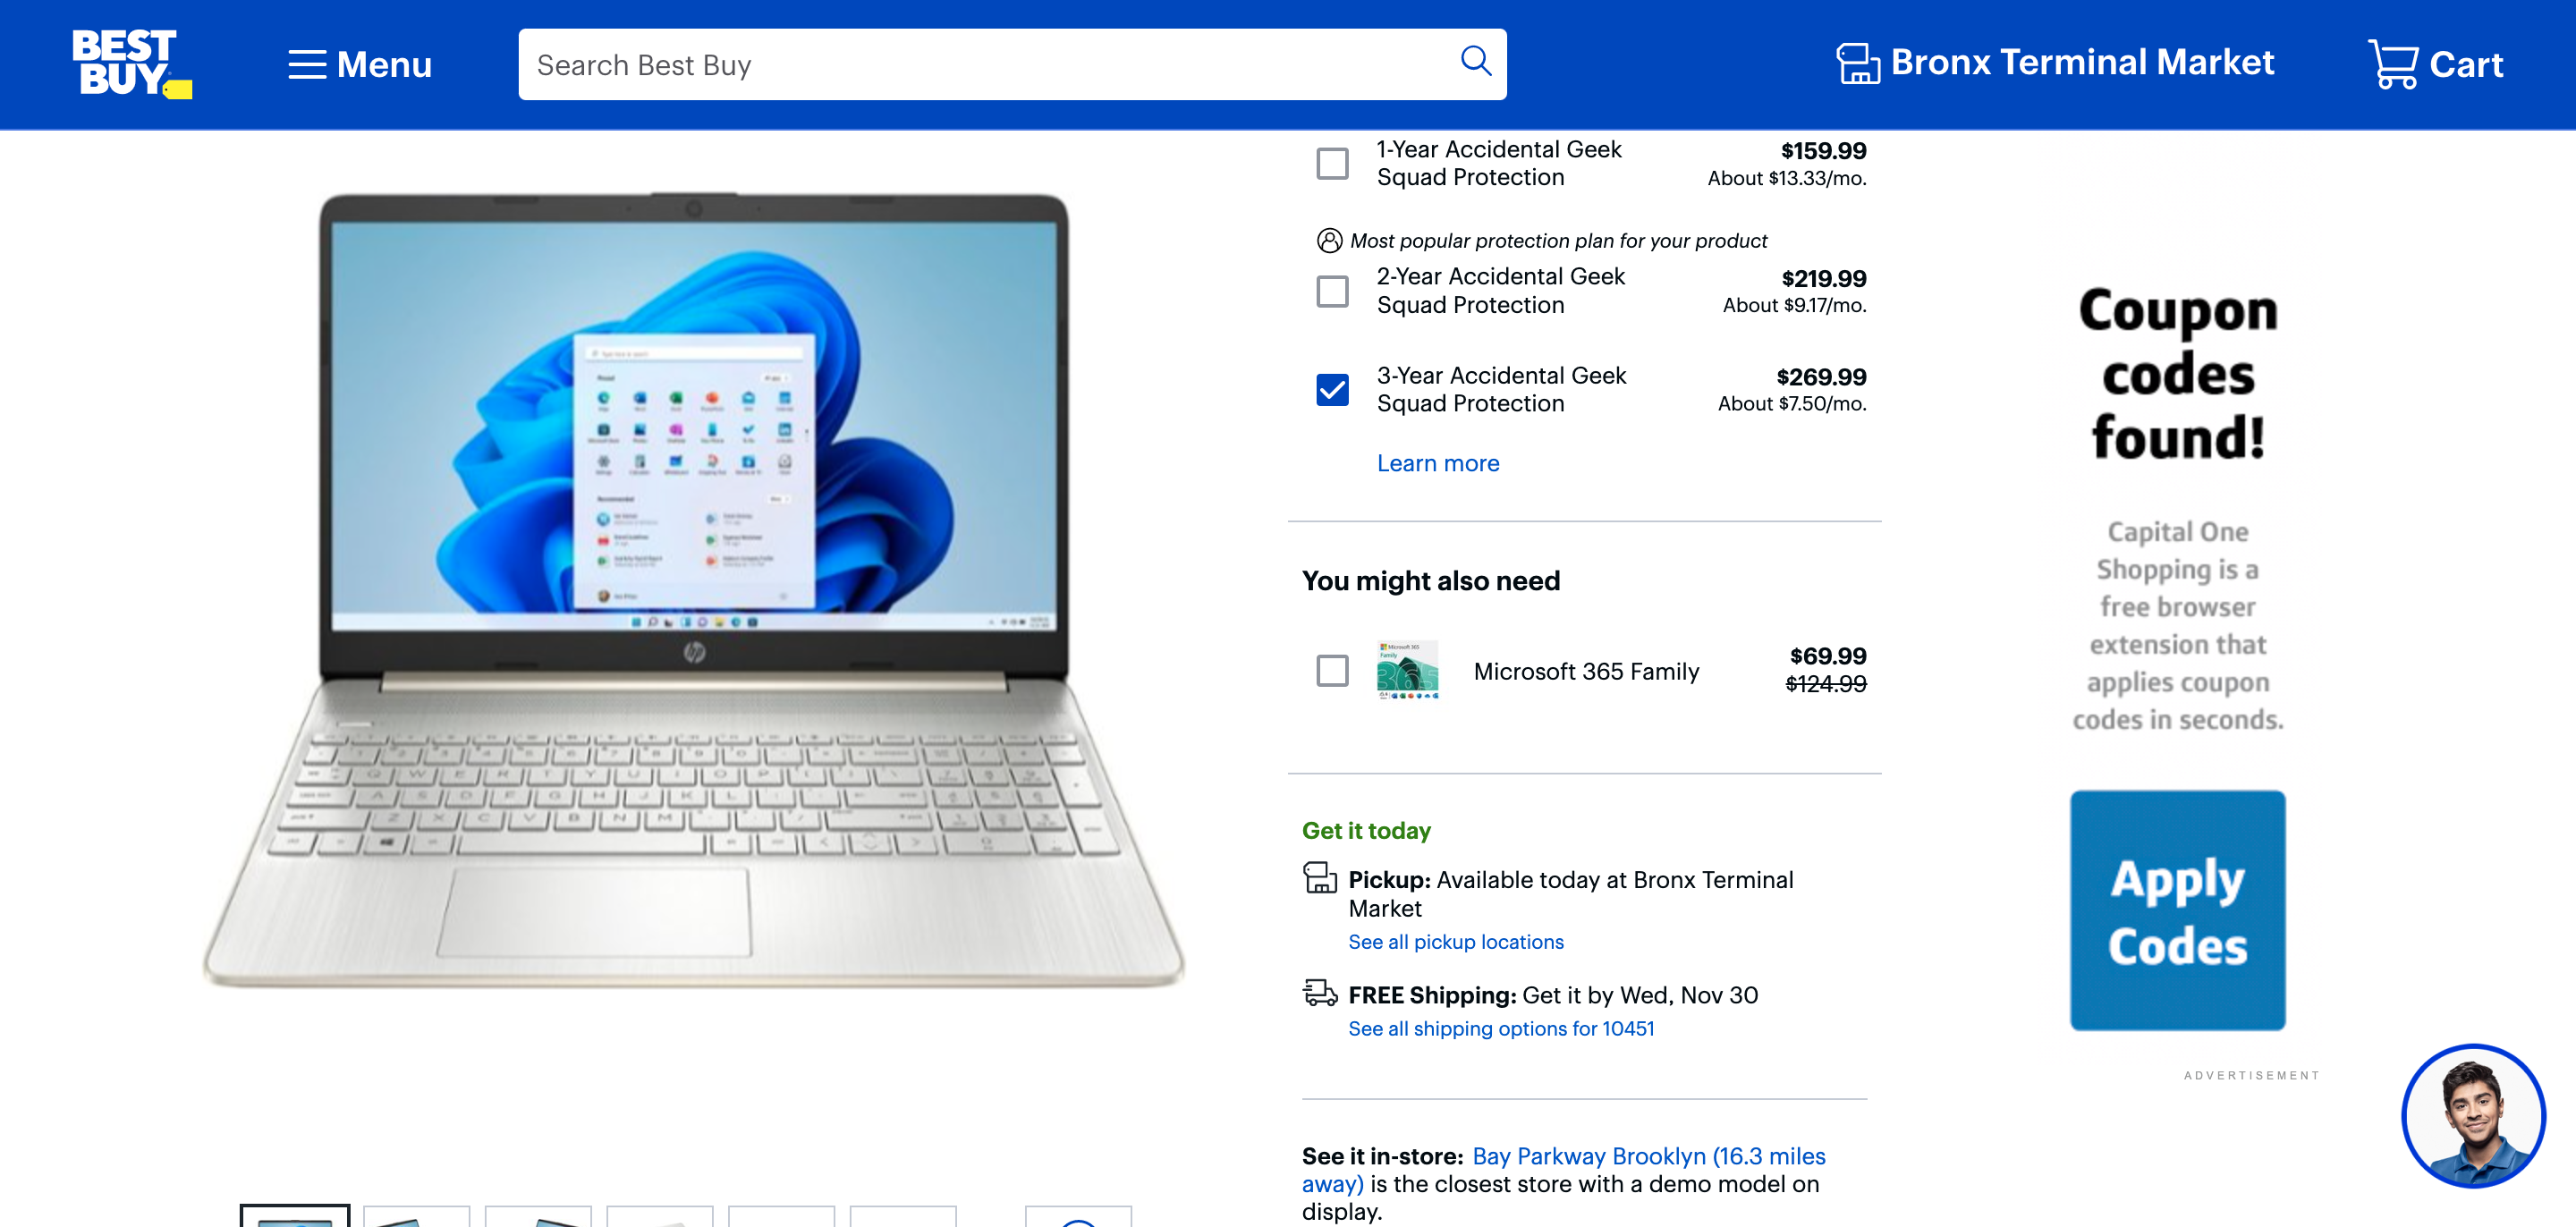 BEST
BUY
Menu
Search Best Buy
Bronx Terminal Market
Cart
1-Year Accidental Geek
Squad Protection
$159.99
About $13.33/mo.
Most popular protection plan for your product
2-Year Accidental Geek
Squad Protection
$219.99
About $9.17/mo.
3-Year Accidental Geek
Squad Protection
$269.99
About $7.50/mo.
Learn more
You might also need
Microsoft 365
Family
365
Microsoft 365 Family
$69.99
$124.99
Get it today
Pickup: Available today at Bronx Terminal
Market
See all pickup locations
FREE Shipping: Get it by Wed, Nov 30
See all shipping options for 10451
See it in-store: Bay Parkway Brooklyn (16.3 miles
away) is the closest store with a demo model on
display.
Coupon
codes
found!
Capital One
Shopping is a
free browser
extension that
applies coupon
codes in seconds.
Apply
Codes
ADVERTISEMENT
hp